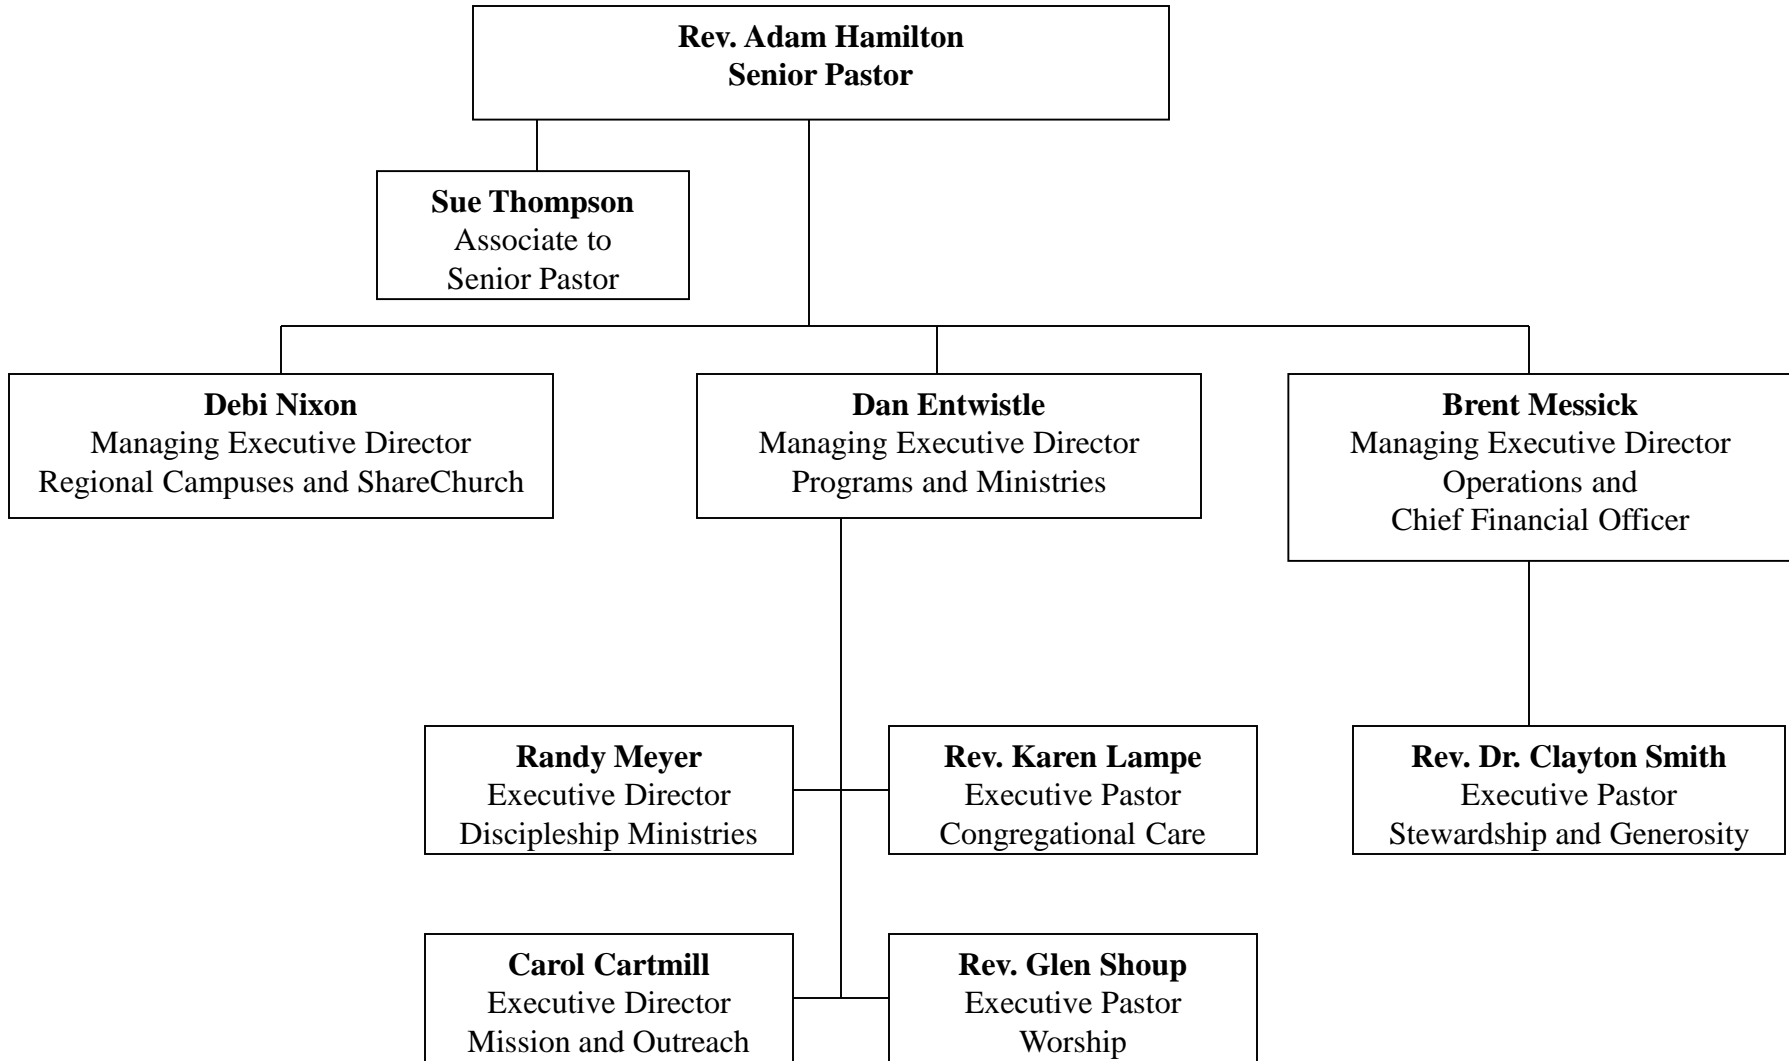 Rev. Adam Hamilton
Senior Pastor
Sue Thompson
Associate to
Senior Pastor
Debi Nixon
Managing Executive Director
Regional Campuses and ShareChurch
Dan Entwistle
Managing Executive Director
Programs and Ministries
Brent Messick
Managing Executive Director
Operations and
Chief Financial Officer
Randy Meyer
Executive Director
Discipleship Ministries
Rev. Karen Lampe
Executive Pastor
Congregational Care
Rev. Dr. Clayton Smith
Executive Pastor
Stewardship and Generosity
Carol Cartmill
Executive Director
Mission and Outreach
Rev. Glen Shoup
Executive Pastor
Worship